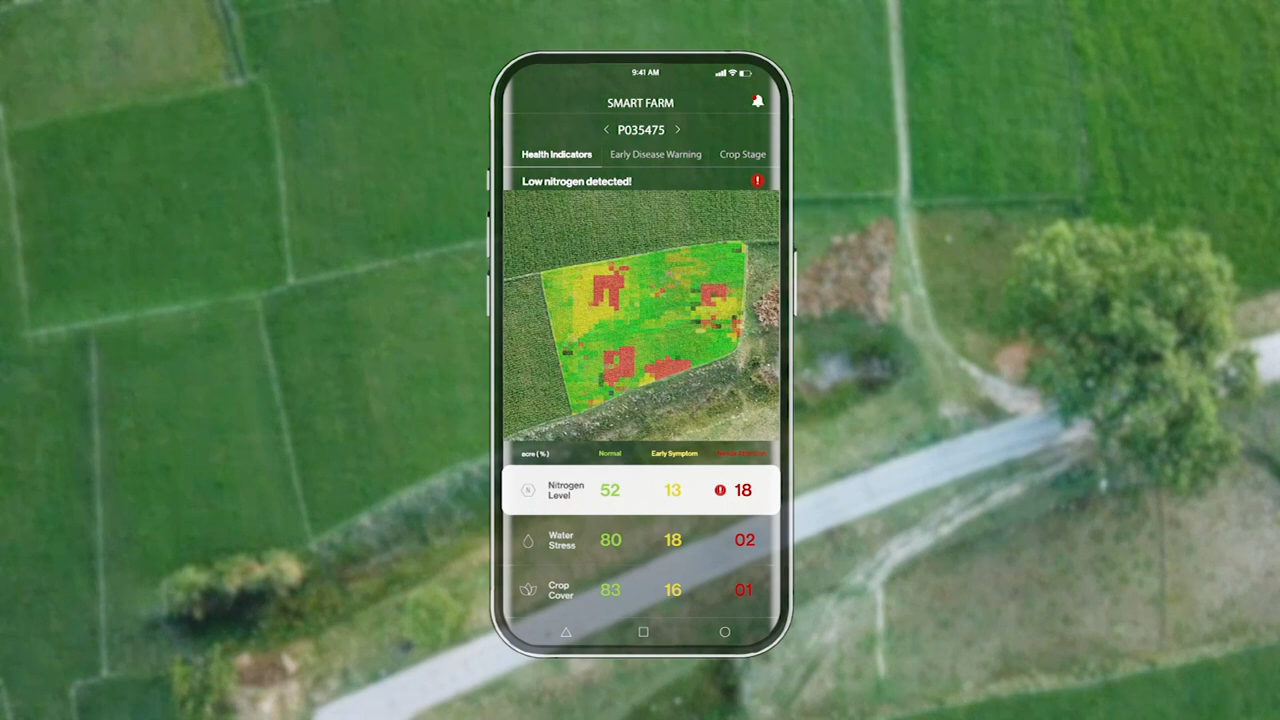 9:41 AM
SMART FARM
< P035475 >
Health Indicators Early Disease Warning Crop Stage
Low nitrogen detected!
acre ( % ) Normal Early Symptom
N Nitrogen Level 52 13 18
Water Stress 80 18 02
Crop Cover 83 16 01